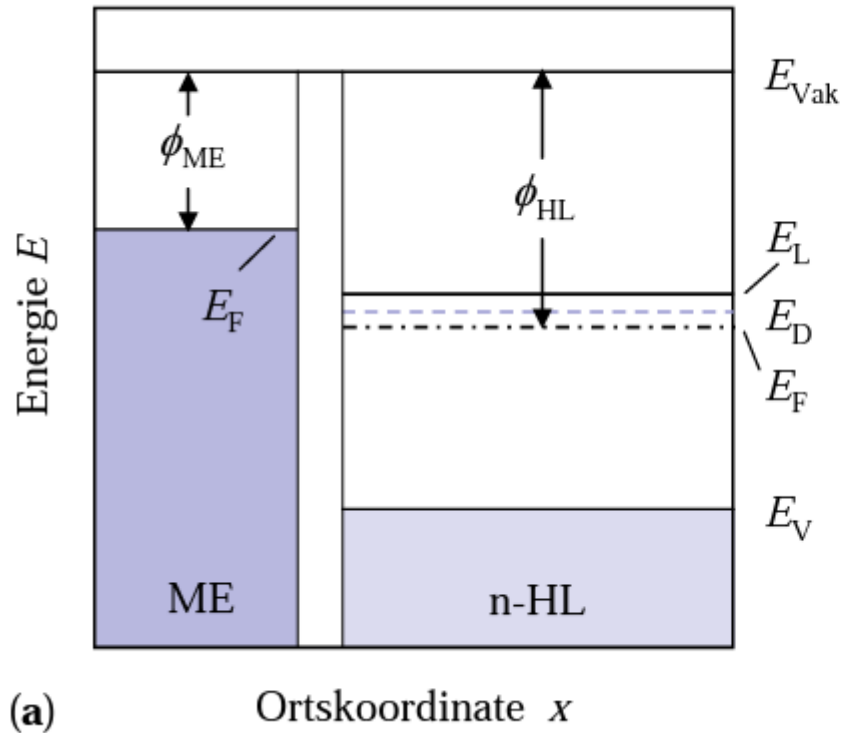 E_Vak
ϕ_ME
ϕ_HL
E_L
E_F
E_D
E_F
Energie E
E_V
ME
n-HL
(a)
Ortskoordinate x